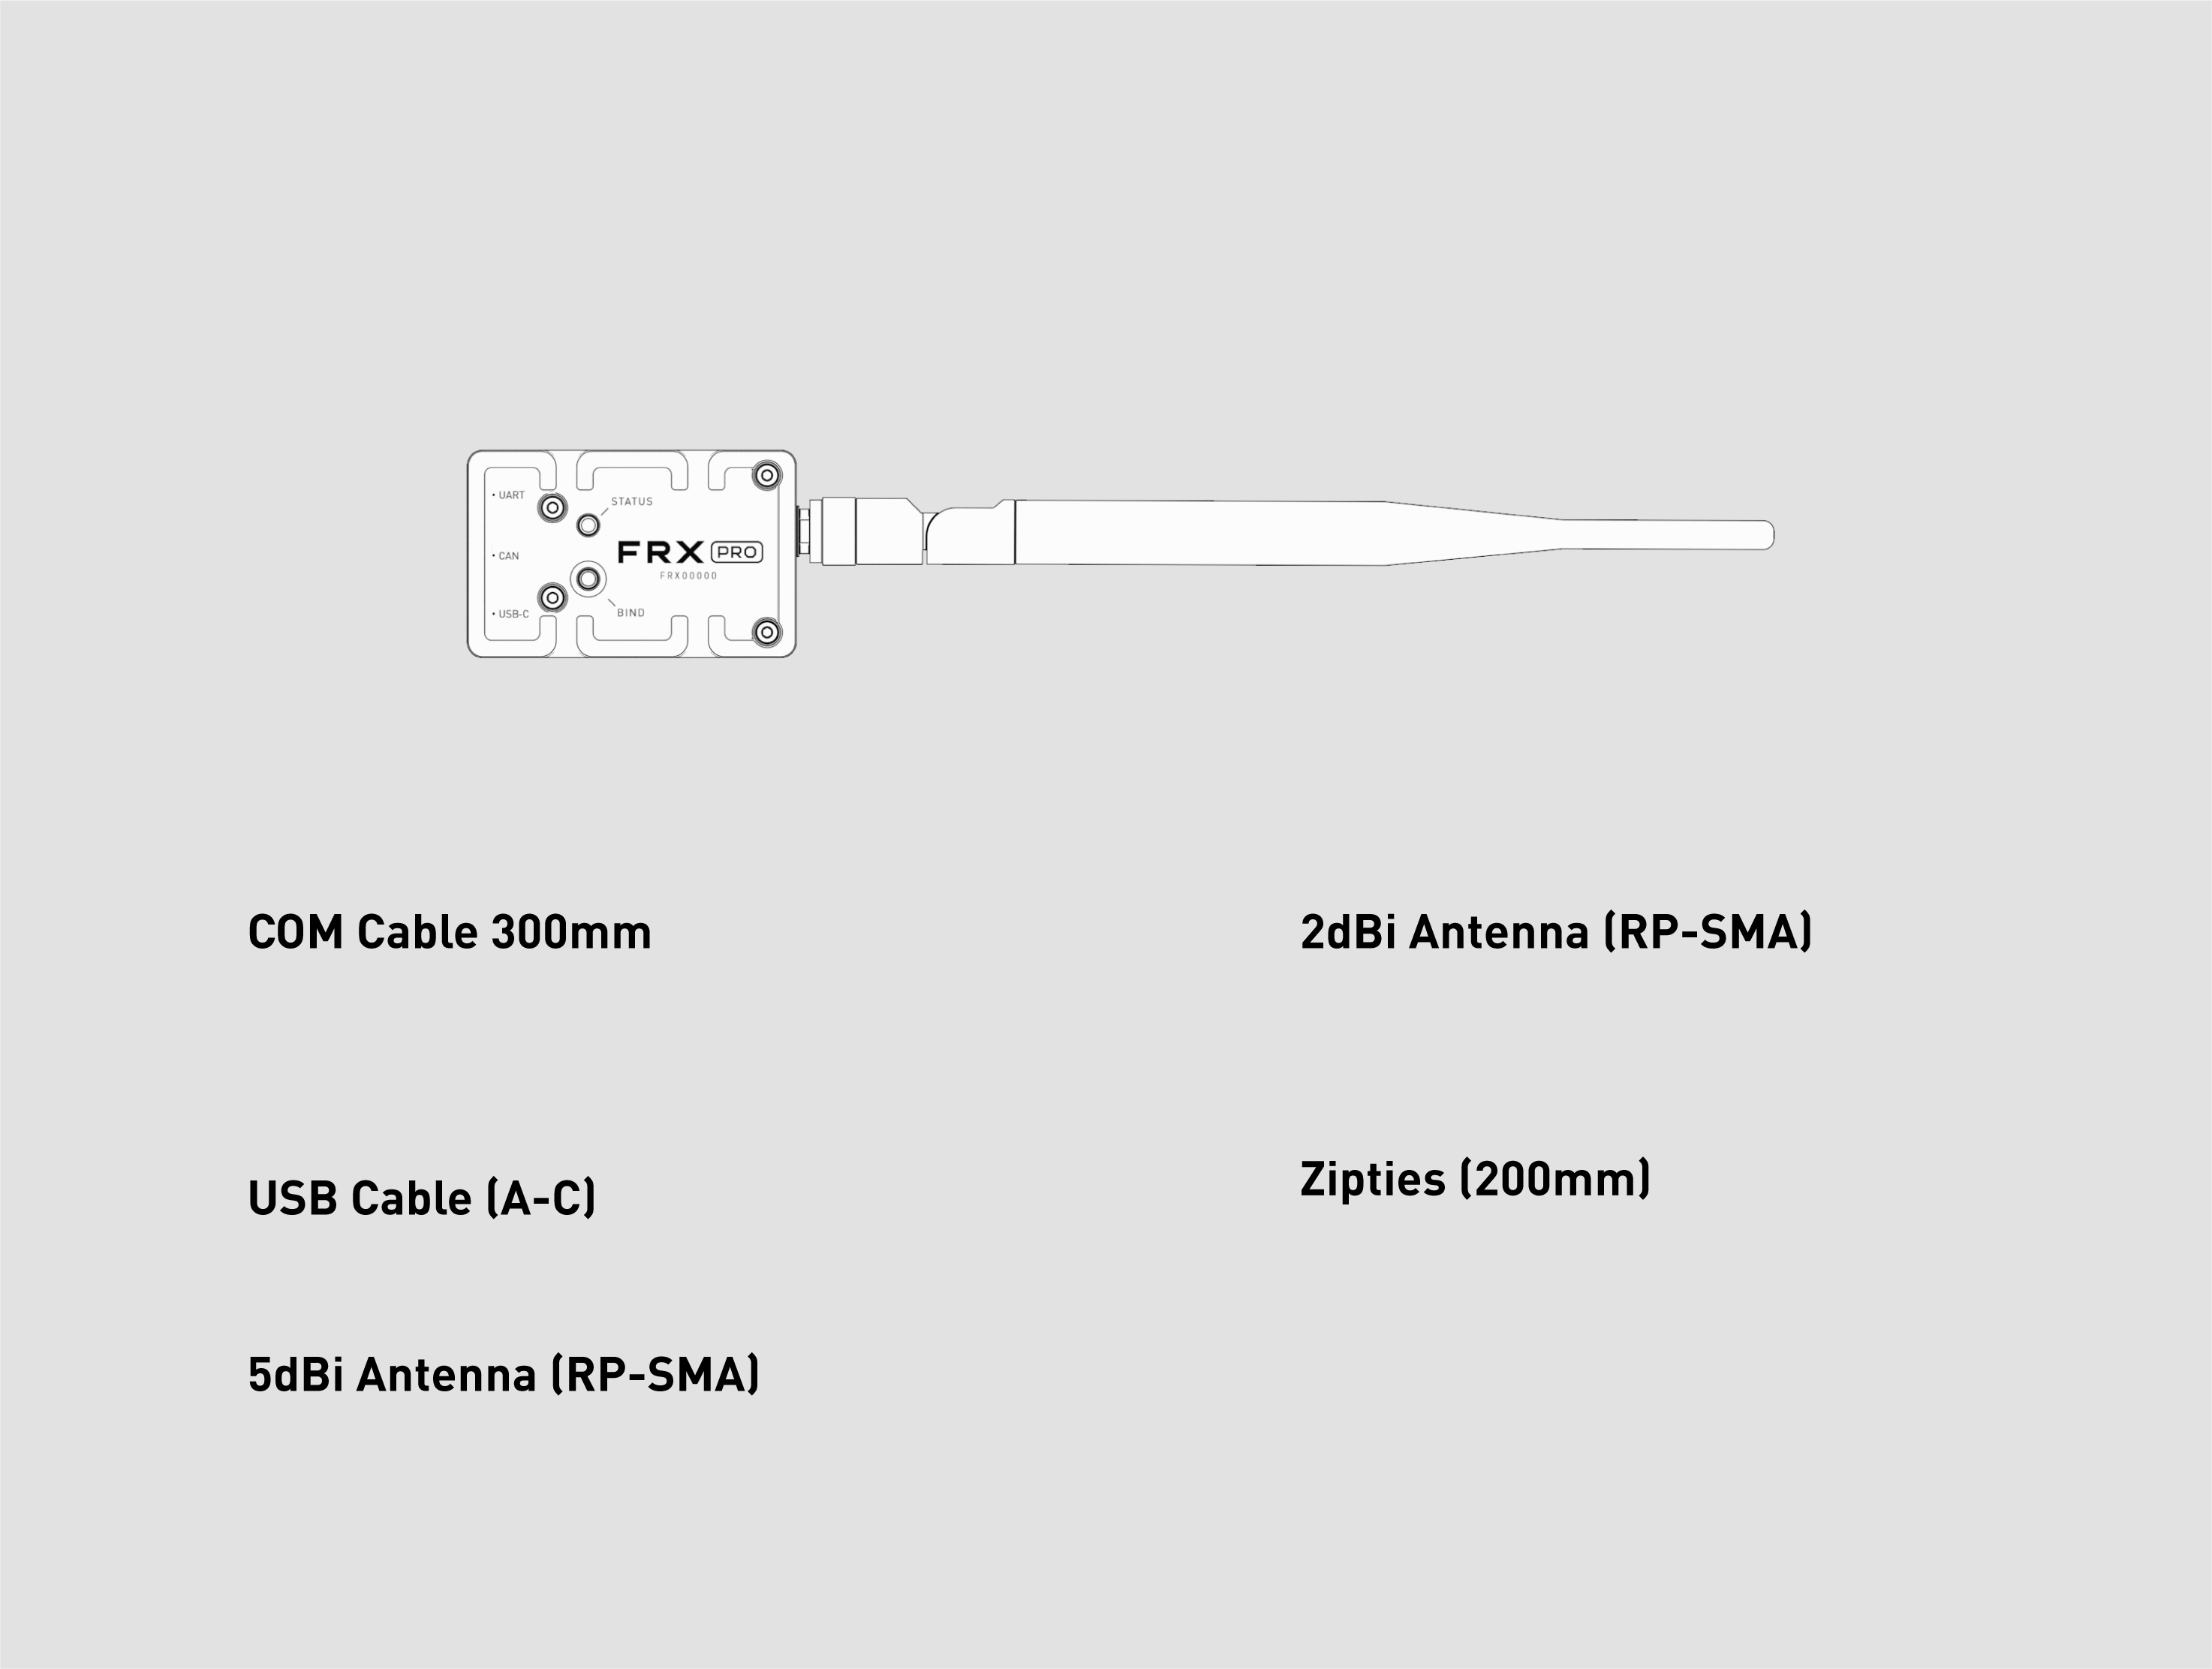 • UART
STATUS
• CAN
FRX PRO
FRX00000
• USB-C
BIND
COM Cable 300mm
2dBi Antenna (RP-SMA)
USB Cable (A-C)
Zipties (200mm)
5dBi Antenna (RP-SMA)